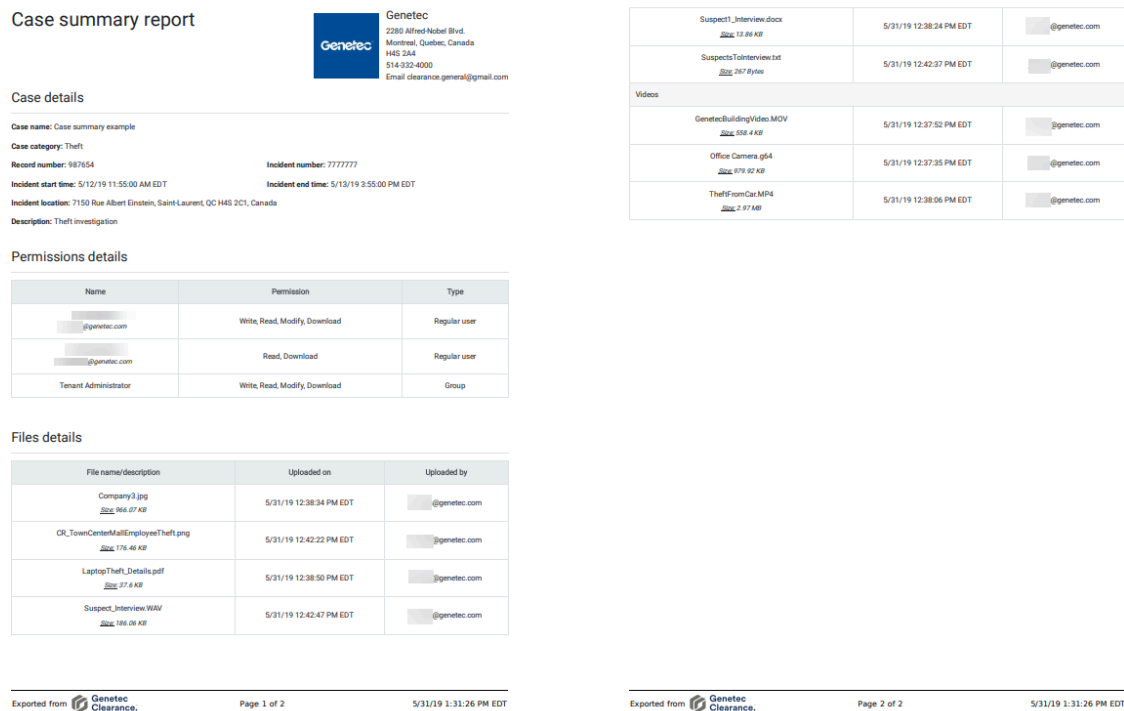 Case summary report
Genetec
Genetec
2280 Alfred-Nobel Blvd.
Montreal, Quebec, Canada
H4S 2A4
514-332-4000
Email clearance.general@gmail.com
Case details
Case name: Case summary example
Case category: Theft
Record number: 987654 Incident number: 7777777
Incident start time: 5/12/19 11:55:00 AM EDT Incident end time: 5/13/19 3:55:00 PM EDT
Incident location: 7150 Rue Albert Einstein, Saint-Laurent, QC H4S 2C1, Canada
Description: Theft investigation
Permissions details
Name Permission Type
@genetec.com Write, Read, Modify, Download Regular user
@genetec.com Read, Download Regular user
Tenant Administrator Write, Read, Modify, Download Group
Files details
File name/description Uploaded on Uploaded by
Company3.jpg
Size: 966.07 KB
5/31/19 12:38:34 PM EDT @genetec.com
CR_TownCenterMallEmployeeTheft.png
Size: 176.46 KB
5/31/19 12:42:22 PM EDT @genetec.com
LaptopTheft_Details.pdf
Size: 37.6 KB
5/31/19 12:38:50 PM EDT @genetec.com
Suspect_Interview.WAV
Size: 186.06 KB
5/31/19 12:42:47 PM EDT @genetec.com
Exported from Genetec Clearance. Page 1 of 2 5/31/19 1:31:26 PM EDT
Suspect1_Interview.docx
Size: 13.86 KB
5/31/19 12:38:24 PM EDT @genetec.com
SuspectsToInterview.txt
Size: 267 Bytes
5/31/19 12:42:37 PM EDT @genetec.com
Videos
GenetecBuildingVideo.MOV
Size: 558.4 KB
5/31/19 12:37:52 PM EDT @genetec.com
Office Camera.g64
Size: 979.92 KB
5/31/19 12:37:35 PM EDT @genetec.com
TheftFromCar.MP4
Size: 2.97 MB
5/31/19 12:38:06 PM EDT @genetec.com
Exported from Genetec Clearance. Page 2 of 2 5/31/19 1:31:26 PM EDT